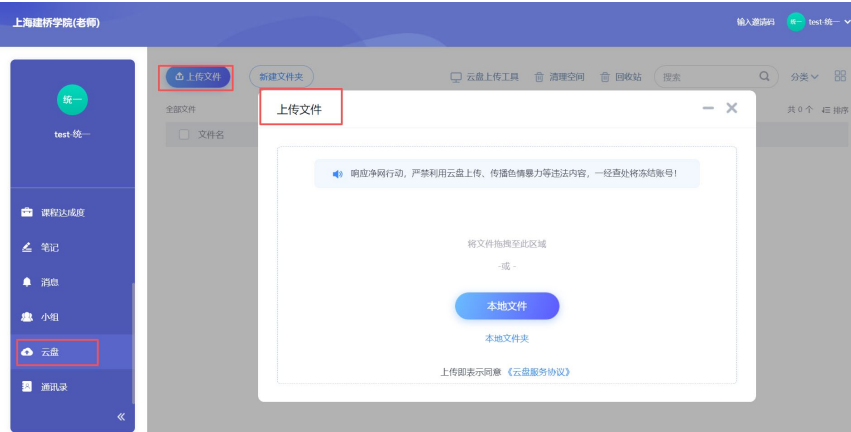 上海建桥学院(老师)
输入邀请码
统一 test-统一
统一
test-统一
课程达成度
笔记
消息
小组
云盘
通讯录
上传文件 新建文件夹 云盘上传工具 清理空间 回收站 搜索 分类
全部文件 共 0 个 排序
文件名
上传文件
响应净网行动，严禁利用云盘上传、传播色情暴力等违法内容，一经查处将冻结账号！
将文件拖拽至此区域
-或 -
本地文件
本地文件夹
上传即表示同意 《云盘服务协议》